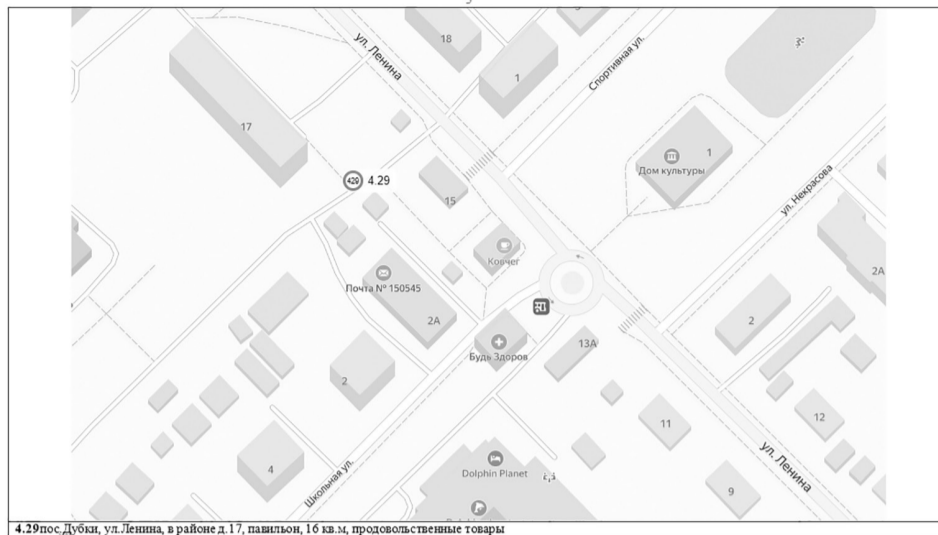 18
1
ул. Ленина
Спортивная ул.
17
429 4.29
15
Дом культуры
1
ул. Некрасова
Ковчег
2А
Почта № 150545
2А
2
13А
Будь Здоров
2
11
12
4
Школьная ул.
Dolphin Planet
ул. Ленина
9
4.29пос.Дубки, ул.Ленина, в районе д.17, павильон, 16 кв.м, продовольственные товары